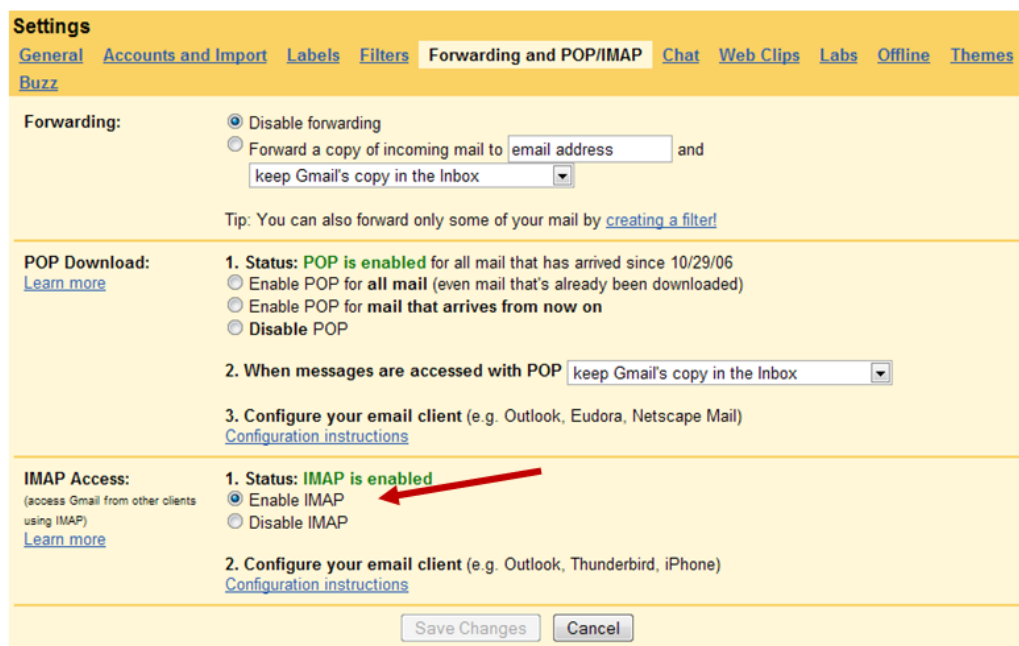 Settings
General Accounts and Import Labels Filters Forwarding and POP/IMAP Chat Web Clips Labs Offline Themes
Buzz
Forwarding:
Disable forwarding
Forward a copy of incoming mail to email address and
keep Gmail's copy in the Inbox
Tip: You can also forward only some of your mail by creating a filter!
POP Download:
Learn more
1. Status: POP is enabled for all mail that has arrived since 10/29/06
Enable POP for all mail (even mail that's already been downloaded)
Enable POP for mail that arrives from now on
Disable POP
2. When messages are accessed with POP keep Gmail's copy in the Inbox
3. Configure your email client (e.g. Outlook, Eudora, Netscape Mail)
Configuration instructions
IMAP Access:
(access Gmail from other clients
using IMAP)
Learn more
1. Status: IMAP is enabled
Enable IMAP
Disable IMAP
2. Configure your email client (e.g. Outlook, Thunderbird, iPhone)
Configuration instructions
Save Changes Cancel